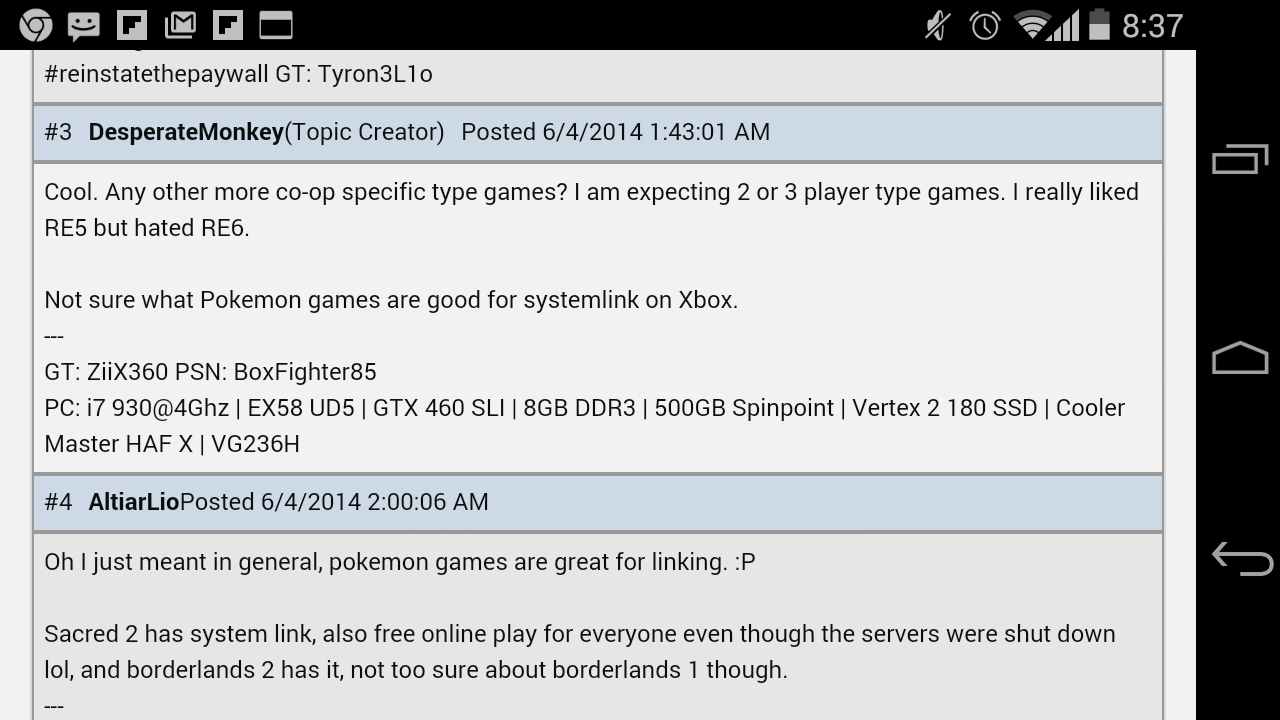 8:37
#reinstatethepaywall GT: Tyron3L1o
#3 DesperateMonkey(Topic Creator) Posted 6/4/2014 1:43:01 AM
Cool. Any other more co-op specific type games? I am expecting 2 or 3 player type games. I really liked
RE5 but hated RE6.
Not sure what Pokemon games are good for systemlink on Xbox.
---
GT: ZiiX360 PSN: BoxFighter85
PC: i7 930@4Ghz | EX58 UD5 | GTX 460 SLI | 8GB DDR3 | 500GB Spinpoint | Vertex 2 180 SSD | Cooler
Master HAF X | VG236H
#4 AltiarLioPosted 6/4/2014 2:00:06 AM
Oh I just meant in general, pokemon games are great for linking. :P
Sacred 2 has system link, also free online play for everyone even though the servers were shut down
lol, and borderlands 2 has it, not too sure about borderlands 1 though.
---